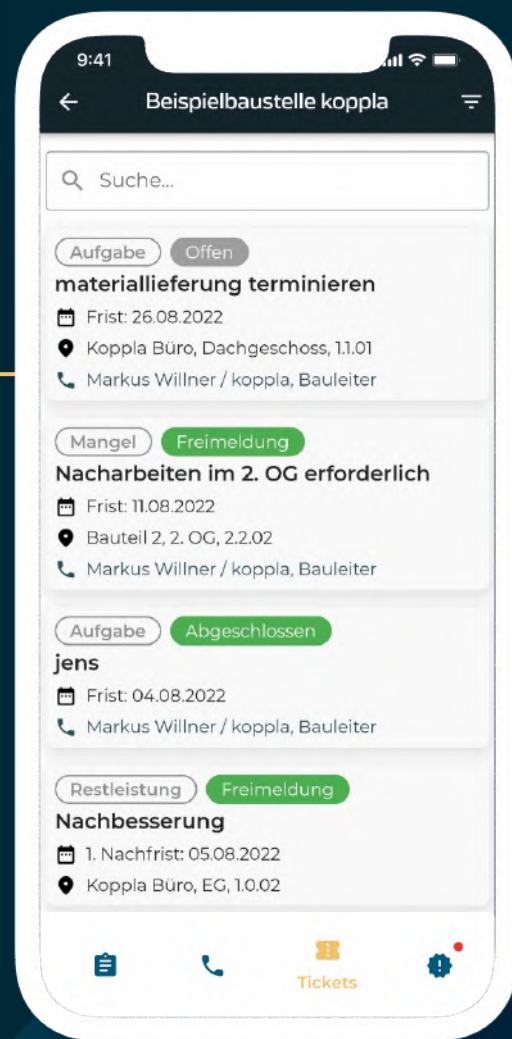 9:41
Beispielbaustelle koppla
Suche...
Aufgabe Offen
materiallieferung terminieren
Frist: 26.08.2022
Koppla Büro, Dachgeschoss, 1.1.01
Markus Willner / koppla, Bauleiter
Mangel Freimeldung
Nacharbeiten im 2. OG erforderlich
Frist: 11.08.2022
Bauteil 2, 2. OG, 2.2.02
Markus Willner / koppla, Bauleiter
Aufgabe Abgeschlossen
jens
Frist: 04.08.2022
Markus Willner / koppla, Bauleiter
Restleistung Freimeldung
Nachbesserung
1. Nachfrist: 05.08.2022
Koppla Büro, EG, 1.0.02
Tickets